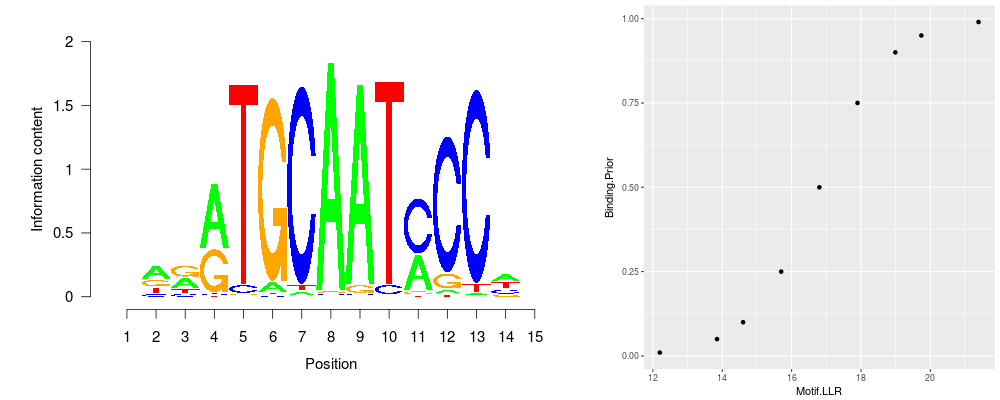 Information content
2
1.5
1
0.5
0
A G T C
G A T C
A G C T
T C G
G A C
C T A
A G
A G
T C
C A T G
C G A T
C T A
A T C G
1 2 3 4 5 6 7 8 9 10 11 12 13 14 15
Position
Binding.Prior
1.00
0.75
0.50
0.25
0.00
12 14 16 18 20
Motif.LLR